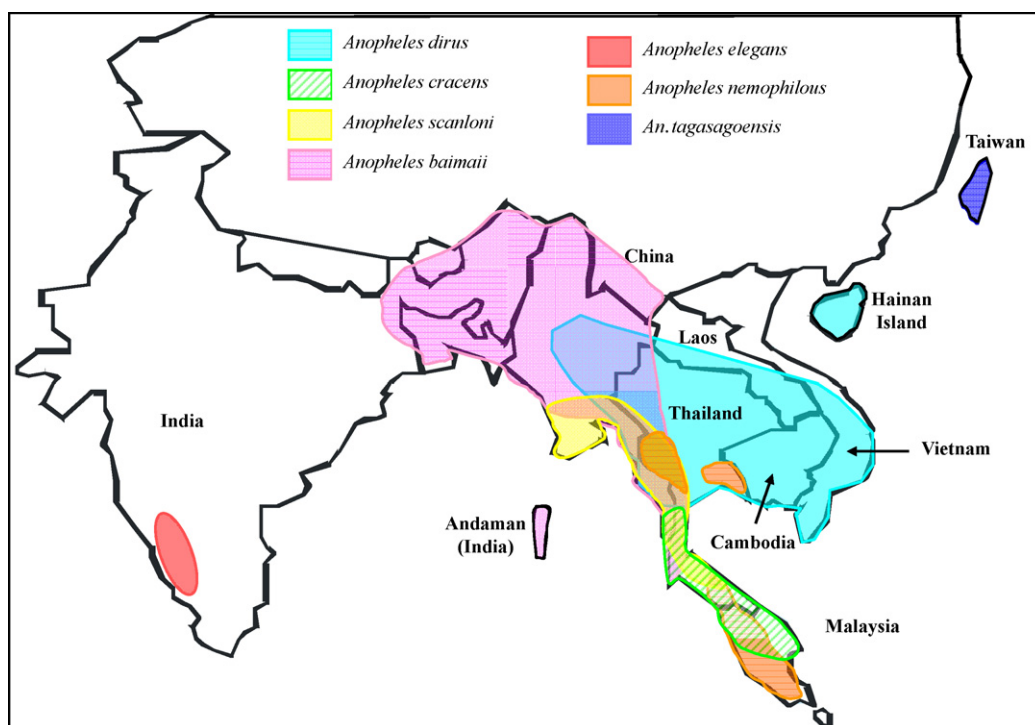 Anopheles dirus
Anopheles cracens
Anopheles scanloni
Anopheles baimaii
Anopheles elegans
Anopheles nemophilous
An.tagasagoensis
Taiwan
China
Hainan
Island
Laos
India
Thailand
Vietnam
Andaman
(India)
Cambodia
Malaysia